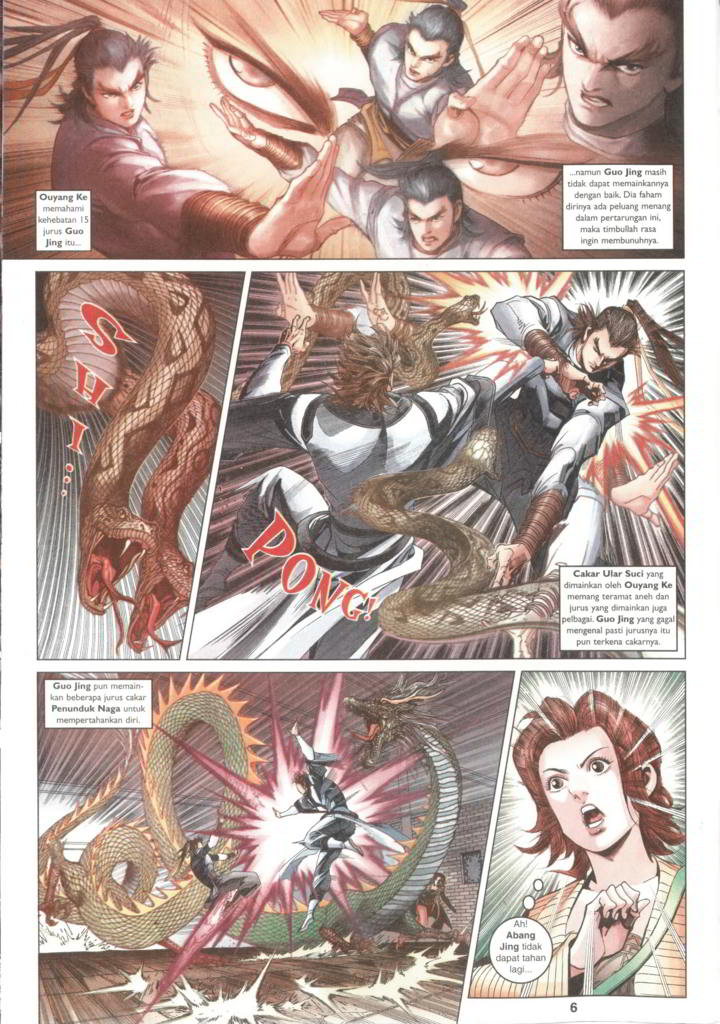 Ouyang Ke
memahami
kehebatan 15
jurus Guo
Jing itu...
...namun Guo Jing masih
tidak dapat memainkannya
dengan baik. Dia faham
dirinya ada peluang menang
dalam pertarungan ini,
maka timbullah rasa
ingin membunuhnya.
SHI...
PONG!
Cakar Ular Suci yang
dimainkan oleh Ouyang Ke
memang teramat aneh dan
jurus yang dimainkan juga
pelbagai. Guo Jing yang gagal
mengenal pasti jurusnya itu
pun terkena cakarnya.
Guo Jing pun memain-
kan beberapa jurus cakar
Penunduk Naga untuk
mempertahankan diri.
Ah!
Abang
Jing tidak
dapat tahan
lagi...
6